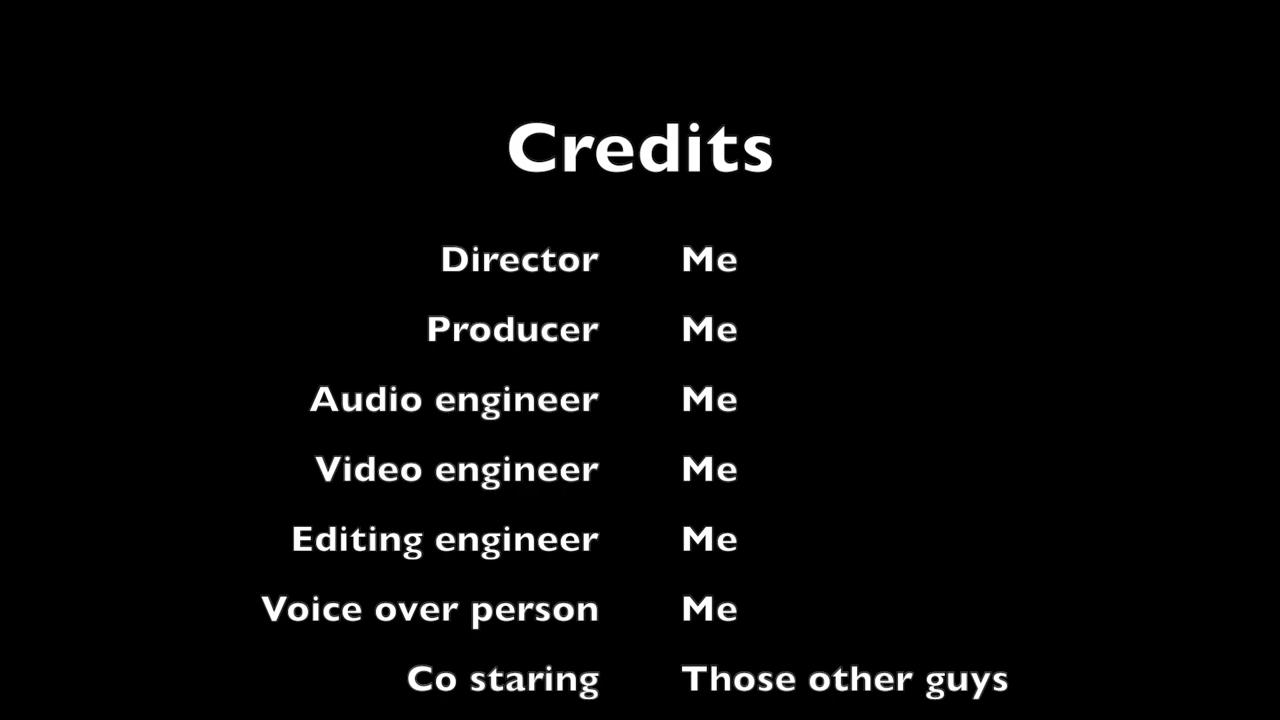 Credits
Director Me
Producer Me
Audio engineer Me
Video engineer Me
Editing engineer Me
Voice over person Me
Co staring Those other guys